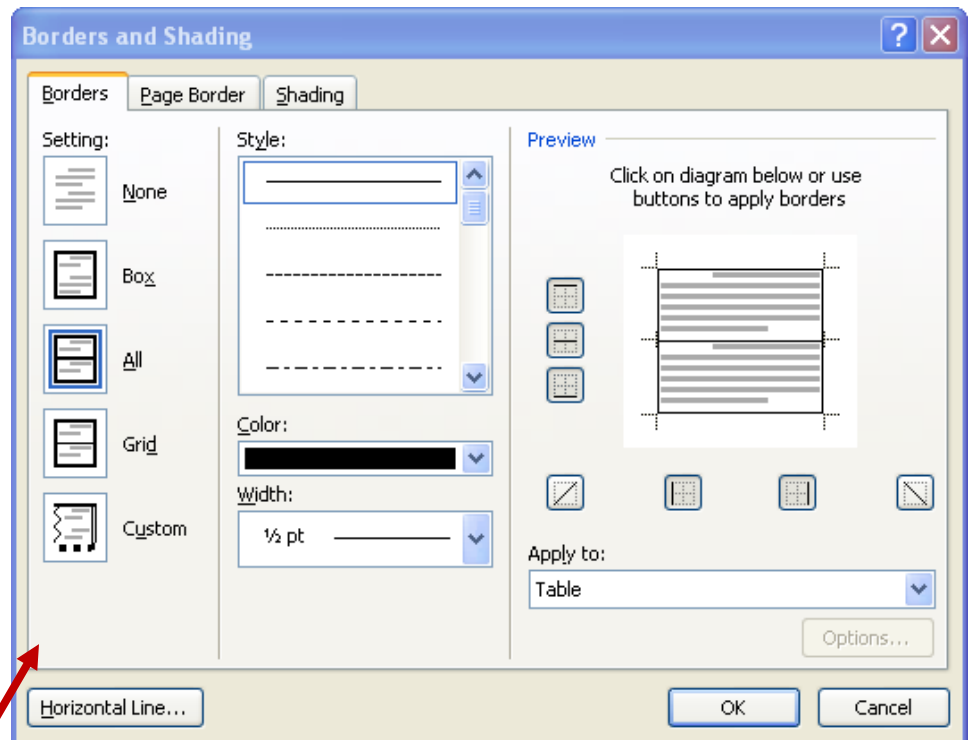 Borders and Shading
Borders
Page Border
Shading
Setting:
None
Box
All
Grid
Custom
Style:
Color:
Width:
½ pt
Preview
Click on diagram below or use
buttons to apply borders
Apply to:
Table
Options...
Horizontal Line...
OK
Cancel